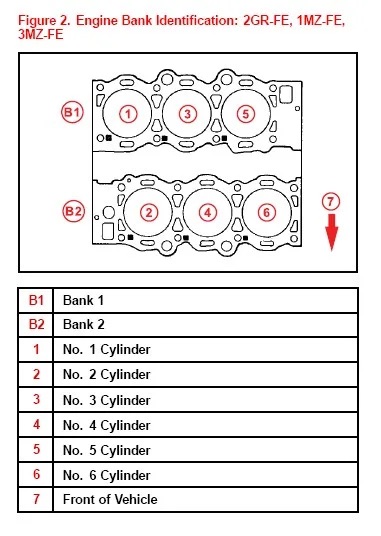 Figure 2. Engine Bank Identification: 2GR-FE, 1MZ-FE,
3MZ-FE
B1 1 3 5
7
B2 2 4 6
B1 Bank 1
B2 Bank 2
1 No. 1 Cylinder
2 No. 2 Cylinder
3 No. 3 Cylinder
4 No. 4 Cylinder
5 No. 5 Cylinder
6 No. 6 Cylinder
7 Front of Vehicle